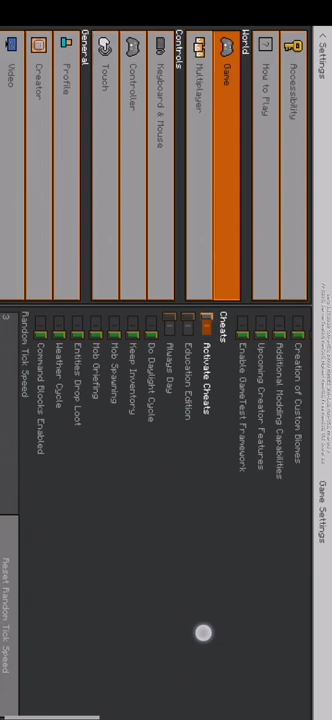 < Settings
Game Settings
Accessibility
How to Play
World
Game
Multiplayer
Controls
Keyboard & Mouse
Controller
Touch
General
Profile
Creator
Video
Creation of Custom Biomes
Additional Modding Capabilities
Upcoming Creator Features
Enable GameTest Framework
Cheats
Activate Cheats
Education Edition
Always Day
Do Daylight Cycle
Keep Inventory
Mob Spawning
Mob Griefing
Entities Drop Loot
Weather Cycle
Command Blocks Enabled
Random Tick Speed
3
Reset Random Tick Speed